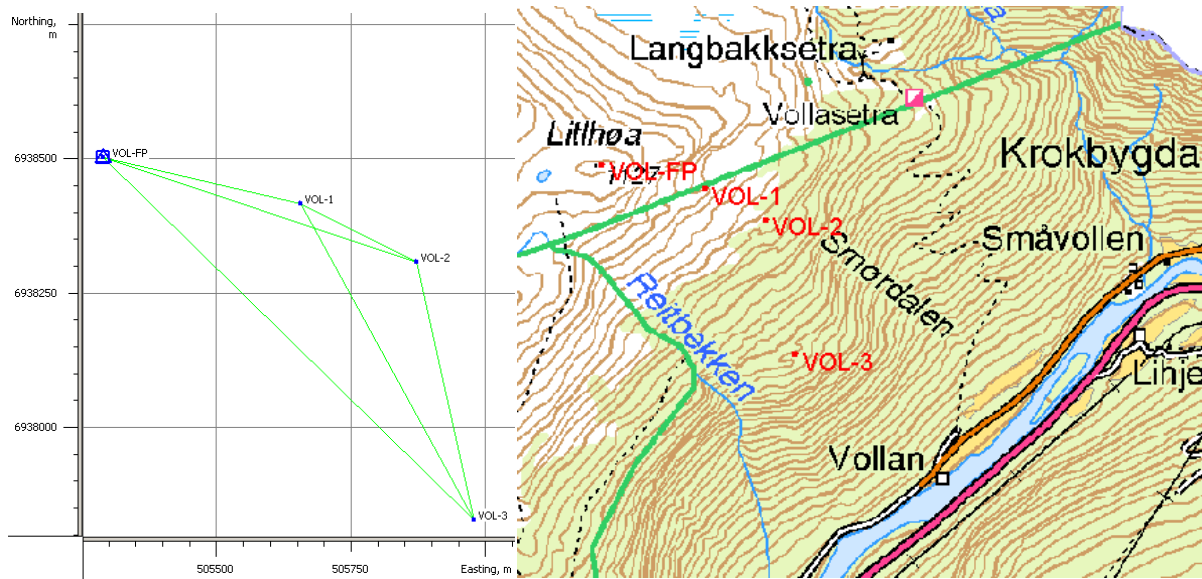 Northing,
m
6938500
6938250
6938000
VOL-FP
VOL-1
VOL-2
VOL-3
505500
505750
Easting, m
Langbakksetra
Vollasetra
Litlhøa
VOL-FP
VOL-1
VOL-2
Krokbygda
Småvollen
Smørdalen
Reitbekken
VOL-3
Linje
Vollan